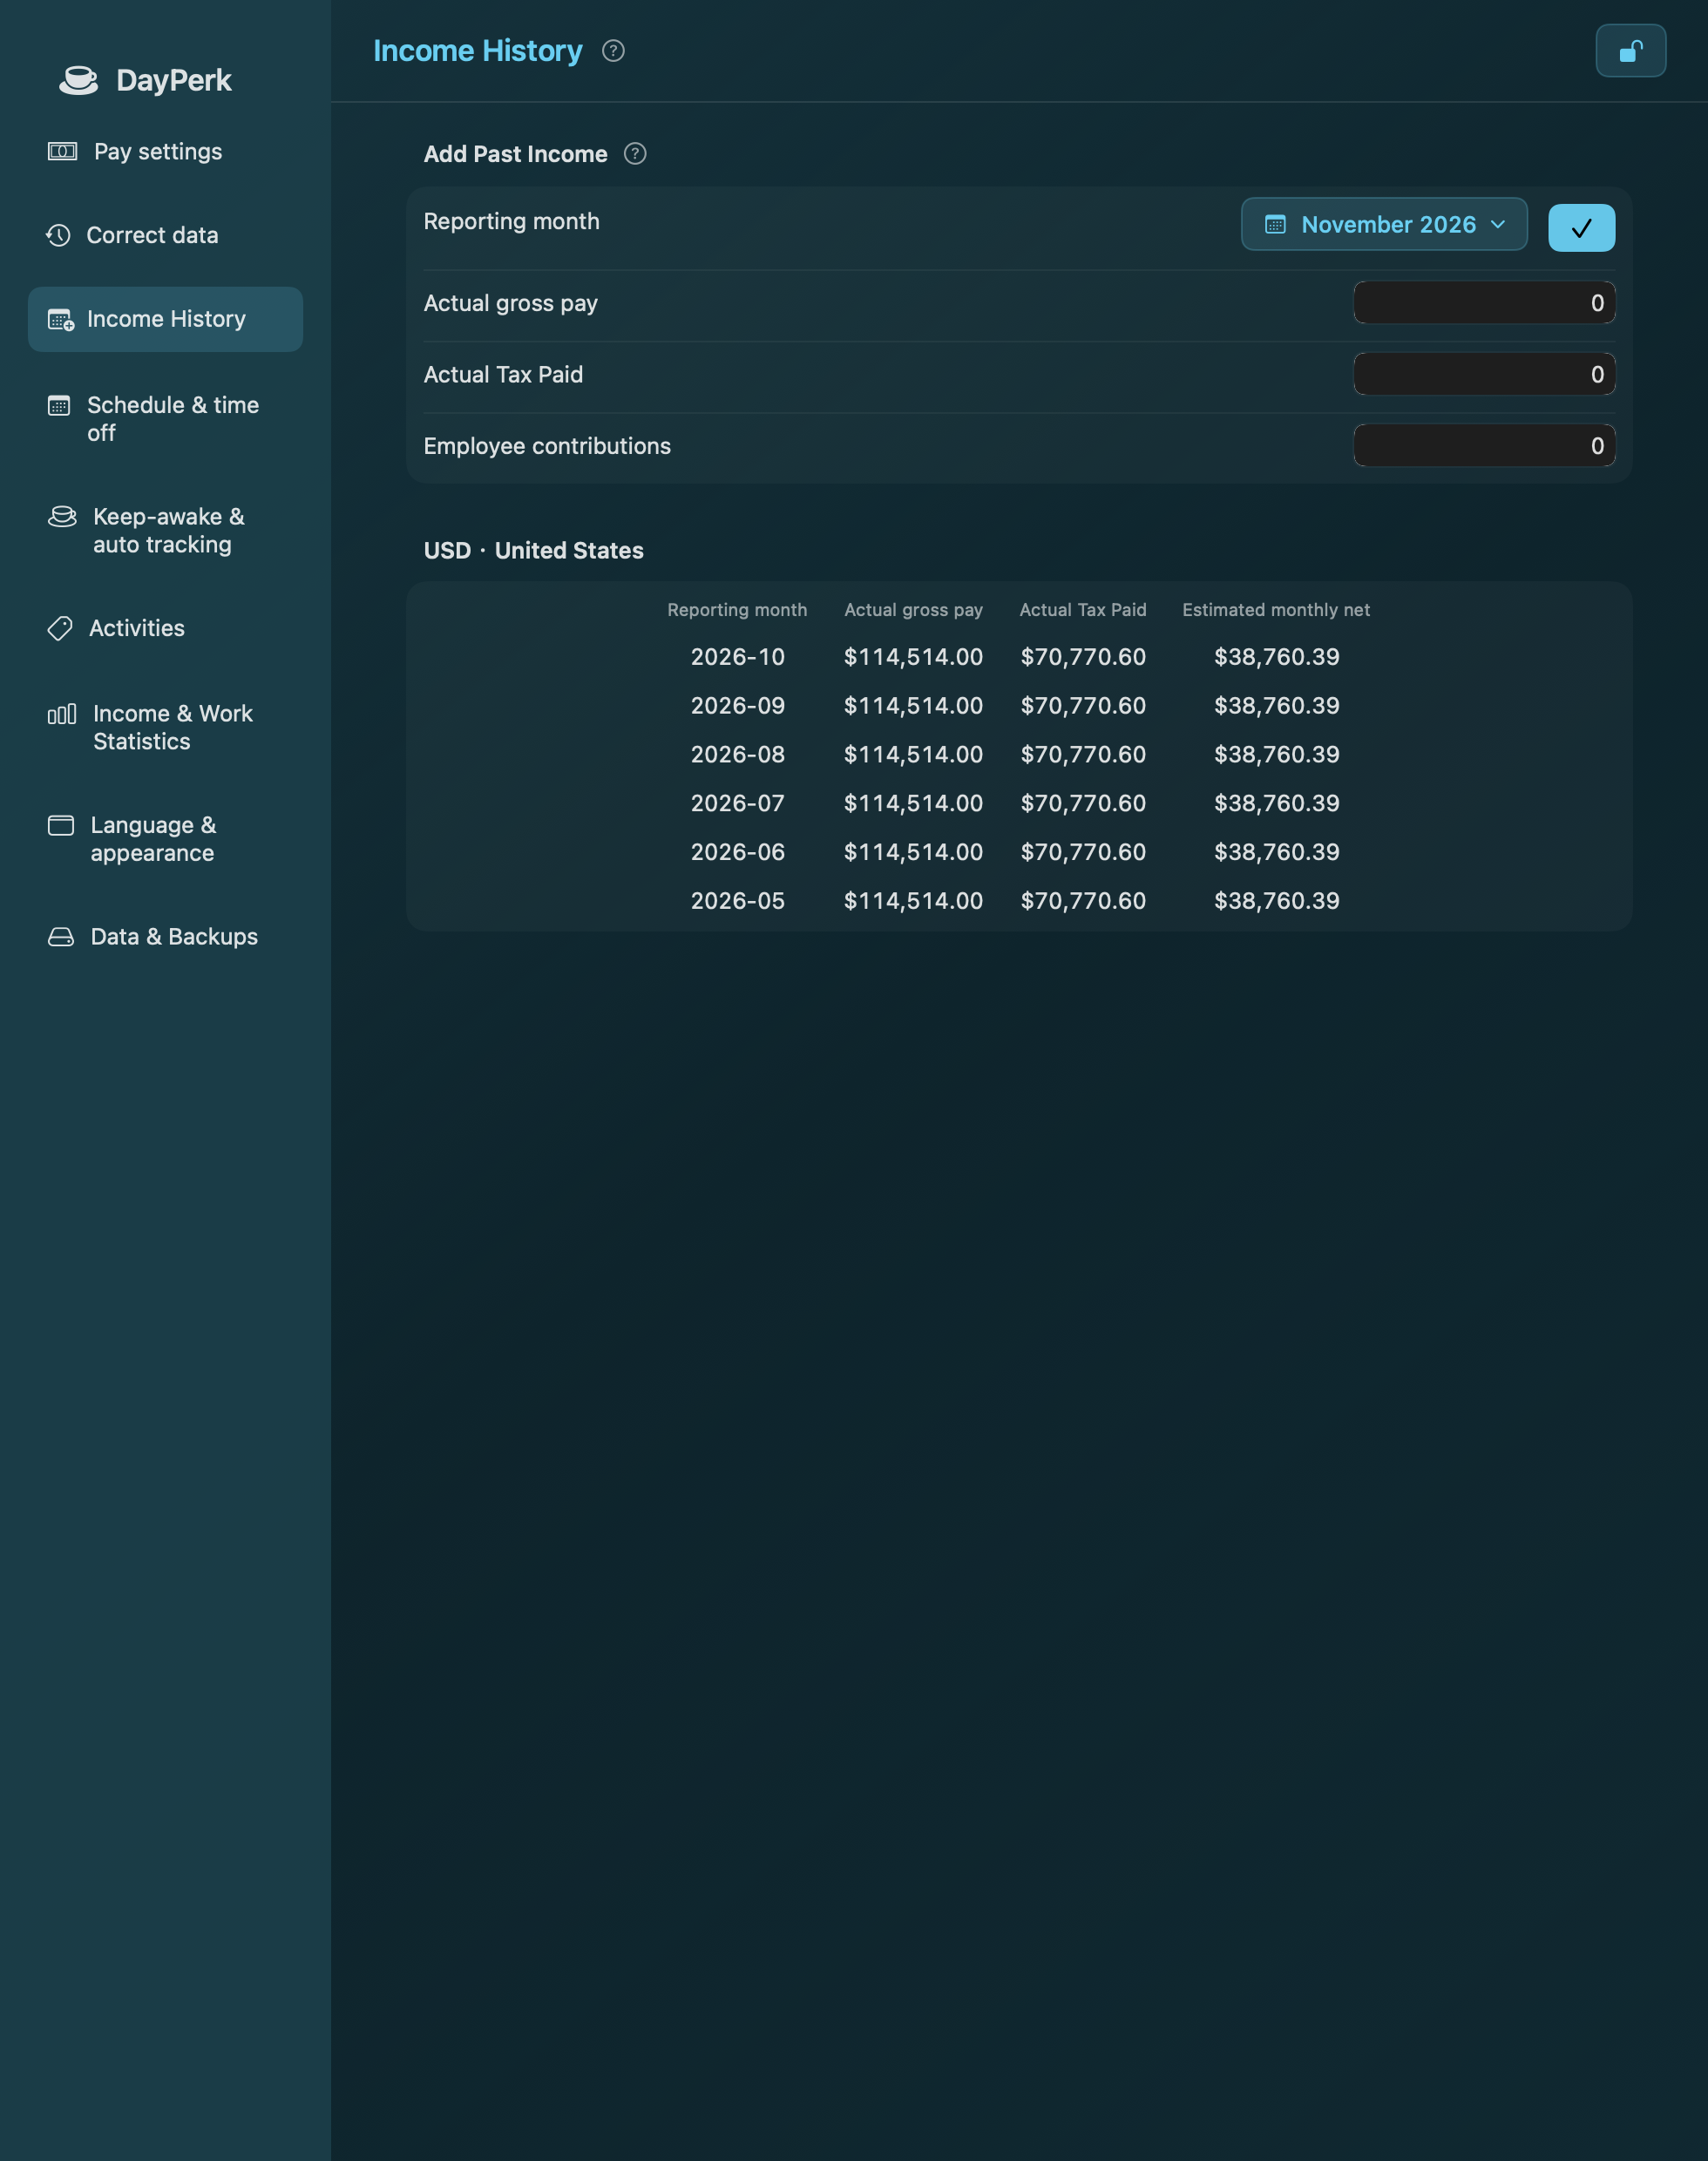 DayPerk
Pay settings
Correct data
Income History
Schedule & time
off
Keep-awake &
auto tracking
Activities
Income & Work
Statistics
Language &
appearance
Data & Backups
Income History ?
Add Past Income ?
Reporting month November 2026
Actual gross pay 0
Actual Tax Paid 0
Employee contributions 0
USD · United States
Reporting month Actual gross pay Actual Tax Paid Estimated monthly net
2026-10 $114,514.00 $70,770.60 $38,760.39
2026-09 $114,514.00 $70,770.60 $38,760.39
2026-08 $114,514.00 $70,770.60 $38,760.39
2026-07 $114,514.00 $70,770.60 $38,760.39
2026-06 $114,514.00 $70,770.60 $38,760.39
2026-05 $114,514.00 $70,770.60 $38,760.39